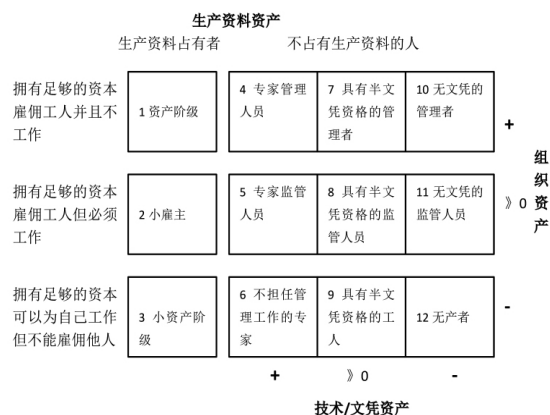 生产资料资产
生产资料占有者 不占有生产资料的人
拥有足够的资本
雇佣工人并且不
工作
1 资产阶级
4 专家管理
人员
7 具有半文
凭资格的管
理者
10 无文凭的
管理者
+
拥有足够的资本
雇佣工人但必须
工作
2 小雇主
5 专家监管
人员
8 具有半文
凭资格的监
管人员
11 无文凭的
监管人员
》0
组织资产
拥有足够的资本
可以为自己工作
但不能雇佣他人
3 小资产阶
级
6 不担任管
理工作的专
家
9 具有半文
凭资格的工
人
12 无产者
-
+ 》0 -
技术/文凭资产